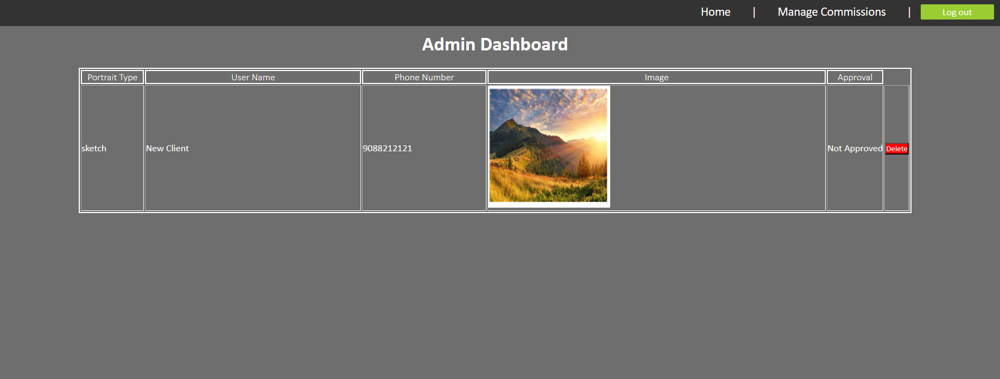 Home | Manage Commissions | Log out
Admin Dashboard
Portrait Type User Name Phone Number Image Approval
sketch New Client 9088212121 Not Approved Delete